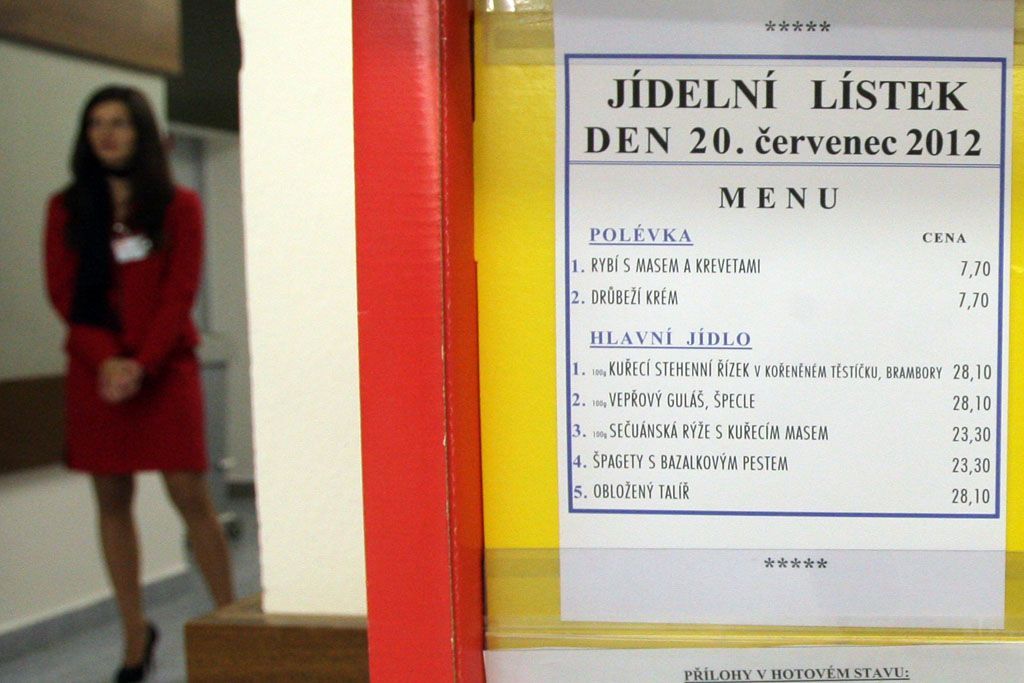 *****
JÍDELNÍ LÍSTEK
DEN 20. červenec 2012
MENU
POLÉVKA CENA
1. RYBÍ S MASEM A KREVETAMI 7,70
2. DRŮBEŽÍ KRÉM 7,70
HLAVNÍ JÍDLO
1. 100g KUŘECÍ STEHENNÍ ŘÍZEK V KOŘENĚNÉM TĚSTÍČKU, BRAMBORY 28,10
2. 100g VEPŘOVÝ GULÁŠ, ŠPECLE 28,10
3. 100g SEČUÁNSKÁ RÝŽE S KUŘECÍM MASEM 23,30
4. ŠPAGETY S BAZALKOVÝM PESTEM 23,30
5. OBLOŽENÝ TALÍŘ 28,10
*****
PŘÍLOHY V HOTOVÉM STAVU: